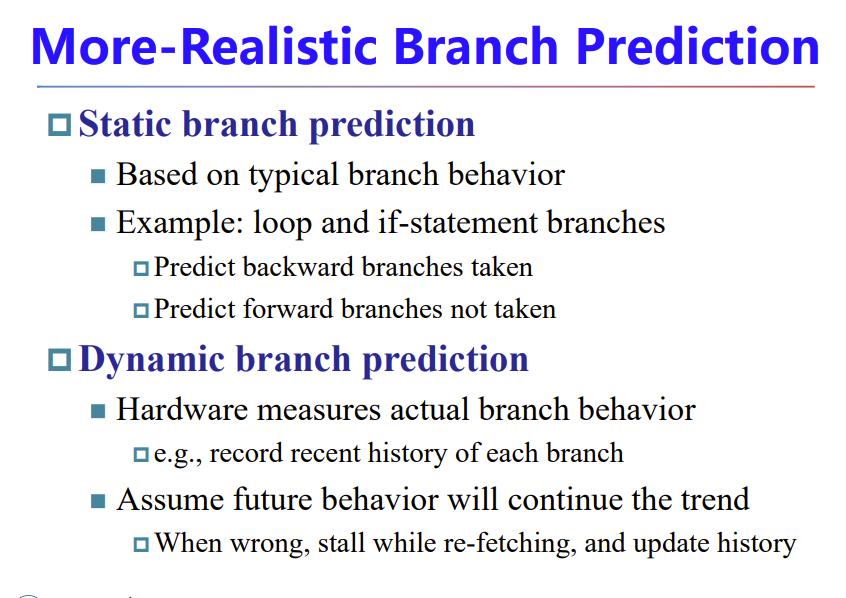 More-Realistic Branch Prediction
Static branch prediction
Based on typical branch behavior
Example: loop and if-statement branches
Predict backward branches taken
Predict forward branches not taken
Dynamic branch prediction
Hardware measures actual branch behavior
e.g., record recent history of each branch
Assume future behavior will continue the trend
When wrong, stall while re-fetching, and update history